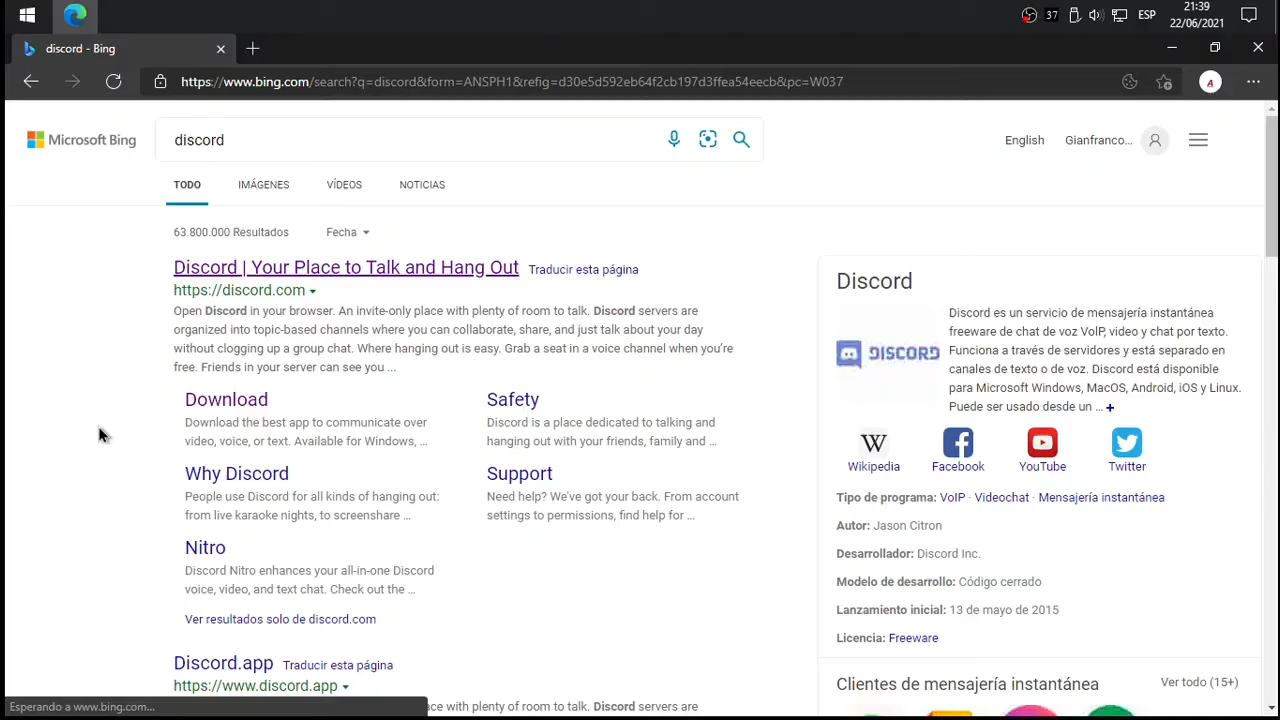 37
ESP
21:39
22/06/2021
discord - Bing
https://www.bing.com/search?q=discord&form=ANSPH1&refig=d30e5d592eb64f2cb197d3ffea54eecb&pc=W037
A
Microsoft Bing
discord
English
Gianfranco...
TODO
IMÁGENES
VÍDEOS
NOTICIAS
63.800.000 Resultados
Fecha
Discord | Your Place to Talk and Hang Out
Traducir esta página
https://discord.com
Open Discord in your browser. An invite-only place with plenty of room to talk. Discord servers are
organized into topic-based channels where you can collaborate, share, and just talk about your day
without clogging up a group chat. Where hanging out is easy. Grab a seat in a voice channel when you're
free. Friends in your server can see you ...
Download
Download the best app to communicate over
video, voice, or text. Available for Windows, ...
Safety
Discord is a place dedicated to talking and
hanging out with your friends, family and ...
Why Discord
People use Discord for all kinds of hanging out:
from live karaoke nights, to screenshare ...
Support
Need help? We've got your back. From account
settings to permissions, find help for ...
Nitro
Discord Nitro enhances your all-in-one Discord
voice, video, and text chat. Check out the ...
Ver resultados solo de discord.com
Discord.app
Traducir esta página
https://www.discord.app
ace with plenty of room to talk. Discord servers are
Esperando a www.bing.com...
Discord
DISCORD
Discord es un servicio de mensajería instantánea
freeware de chat de voz VoIP, video y chat por texto.
Funciona a través de servidores y está separado en
canales de texto o de voz. Discord está disponible
para Microsoft Windows, MacOS, Android, iOS y Linux.
Puede ser usado desde un ... +
W
Wikipedia
Facebook
YouTube
Twitter
Tipo de programa: VoIP · Videochat · Mensajería instantánea
Autor: Jason Citron
Desarrollador: Discord Inc.
Modelo de desarrollo: Código cerrado
Lanzamiento inicial: 13 de mayo de 2015
Licencia: Freeware
Clientes de mensajería instantánea
Ver todo (15+)